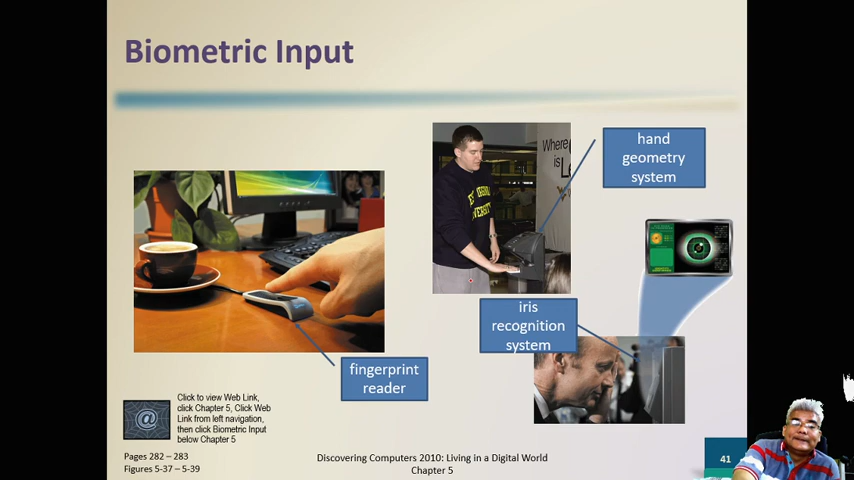 Biometric Input
hand
geometry
system
Where
is
iris
recognition
system
fingerprint
reader
Click to view Web Link,
click Chapter 5, Click Web
Link from left navigation,
then click Biometric Input
below Chapter 5
@
Pages 282 – 283
Figures 5-37 – 5-39
Discovering Computers 2010: Living in a Digital World
Chapter 5
41